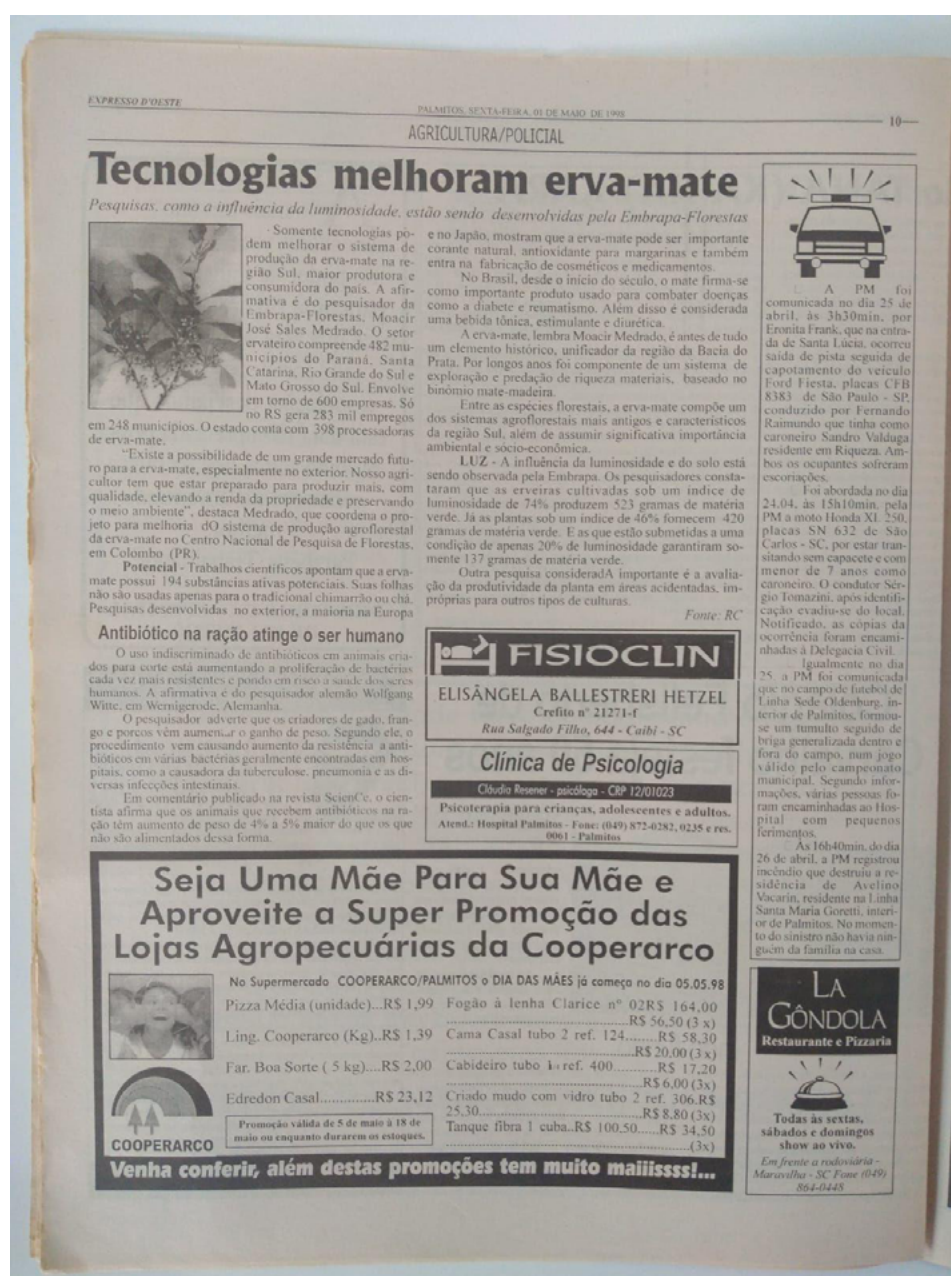 EXPRESSO D'OESTE
PALMITOS, SEXTA-FEIRA, 01 DE MAIO DE 1998
10
AGRICULTURA/POLICIAL
Tecnologias melhoram erva-mate
Pesquisas, como a influência da luminosidade, estão sendo desenvolvidas pela Embrapa-Florestas
Somente tecnologias po-
dem melhorar o sistema de
produção da erva-mate na re-
gião Sul, maior produtora e
consumidora do país. A afir-
mativa é do pesquisador da
Embrapa-Florestas, Moacir
José Sales Medrado. O setor
ervateiro compreende 482 mu-
nicípios do Paraná, Santa
Catarina, Rio Grande do Sul e
Mato Grosso do Sul. Envolve
em torno de 600 empresas. Só
no RS gera 283 mil empregos
em 248 municípios. O estado conta com 398 processadoras
de erva-mate.
"Existe a possibilidade de um grande mercado futu-
ro para a erva-mate, especialmente no exterior. Nosso agri-
cultor tem que estar preparado para produzir mais, com
qualidade, elevando a renda da propriedade e preservando
o meio ambiente", destaca Medrado, que coordena o pro-
jeto para melhoria dO sistema de produção agroflorestal
da erva-mate no Centro Nacional de Pesquisa de Florestas,
em Colombo (PR).
Potencial - Trabalhos científicos apontam que a erva-
mate possui 194 substâncias ativas potenciais. Suas folhas
não são usadas apenas para o tradicional chimarrão ou chá.
Pesquisas desenvolvidas no exterior, a maioria na Europa
e no Japão, mostram que a erva-mate pode ser importante
corante natural, antioxidante para margarinas e também
entra na fabricação de cosméticos e medicamentos.
No Brasil, desde o início do século, o mate firma-se
como importante produto usado para combater doenças
como a diabete e reumatismo. Além disso é considerada
uma bebida tônica, estimulante e diurética.
A erva-mate, lembra Moacir Medrado, é antes de tudo
um elemento histórico, unificador da região da Bacia do
Prata. Por longos anos foi componente de um sistema de
exploração e predação de riqueza materiais, baseado no
binômio mate-madeira.
Entre as espécies florestais, a erva-mate compõe um
dos sistemas agroflorestais mais antigos e característicos
da região Sul, além de assumir significativa importância
ambiental e sócio-econômica.
LUZ - A influência da luminosidade e do solo está
sendo observada pela Embrapa. Os pesquisadores consta-
taram que as erveiras cultivadas sob um índice de
luminosidade de 74% produzem 523 gramas de matéria
verde. Já as plantas sob um índice de 46% fornecem 420
gramas de matéria verde. E as que estão submetidas a uma
condição de apenas 20% de luminosidade garantiram so-
mente 137 gramas de matéria verde.
Outra pesquisa consideradA importante é a avalia-
ção da produtividade da planta em áreas acidentadas, im-
próprias para outros tipos de culturas.
Fonte: RC
Antibiótico na ração atinge o ser humano
O uso indiscriminado de antibióticos em animais cria-
dos para corte está aumentando a proliferação de bactérias
cada vez mais resistentes e pondo em risco a saúde dos seres
humanos. A afirmativa é do pesquisador alemão Wolfgang
Witte, em Wernigerode, Alemanha.
O pesquisador adverte que os criadores de gado, fran-
go e porcos vêm aumentar o ganho de peso. Segundo ele, o
procedimento vem causando aumento da resistência a anti-
bióticos em várias bactérias geralmente encontradas em hos-
pitais, como a causadora da tuberculose, pneumonia e as di-
versas infecções intestinais.
Em comentário publicado na revista ScienCe, o cien-
tista afirma que os animais que recebem antibióticos na ra-
ção têm aumento de peso de 4% a 5% maior do que os que
não são alimentados dessa forma.
FISIOCLIN
ELISÂNGELA BALLESTRERI HETZEL
Crefito nº 21271-f
Rua Salgado Filho, 644 - Caibi - SC
Clínica de Psicologia
Cláudia Resener - psicóloga - CRP 12/01023
Psicoterapia para crianças, adolescentes e adultos.
Atend.: Hospital Palmitos - Fone: (049) 872-0282, 0235 e res.
0061 - Palmitos
A PM foi
comunicada no dia 25 de
abril, às 3h30min, por
Eronita Frank, que na entra-
da de Santa Lúcia, ocorreu
saída de pista seguida de
capotamento do veículo
Ford Fiesta, placas CFB
8383 de São Paulo - SP,
conduzido por Fernando
Raimundo que tinha como
caroneiro Sandro Valduga
residente em Riqueza. Am-
bos os ocupantes sofreram
escoriações.
Foi abordada no dia
24.04, às 15h10min, pela
PM a moto Honda XL 250,
placas SN 632 de São
Carlos - SC, por estar tran-
sitando sem capacete e com
menor de 7 anos como
caroneiro. O condutor Sér-
gio Tomazini, após identifi-
cação evadiu-se do local.
Notificado, as cópias da
ocorrência foram encami-
nhadas à Delegacia Civil.
Igualmente no dia
25, a PM foi comunicada
que no campo de futebol de
Linha Sede Oldenburg, in-
terior de Palmitos, formou-
se um tumulto seguido de
briga generalizada dentro e
fora do campo, num jogo
válido pelo campeonato
municipal. Segundo infor-
mações, várias pessoas fo-
ram encaminhadas ao Hos-
pital com pequenos
ferimentos.
Às 16h40min, do dia
26 de abril, a PM registrou
incêndio que destruiu a re-
sidência de Avelino
Vacarin, residente na Linha
Santa Maria Goretti, interi-
or de Palmitos. No momen-
to do sinistro não havia nin-
guém da família na casa.
Seja Uma Mãe Para Sua Mãe e
Aproveite a Super Promoção das
Lojas Agropecuárias da Cooperarco
No Supermercado COOPERARCO/PALMITOS o DIA DAS MÃES já começa no dia 05.05.98
Pizza Média (unidade)...R$ 1,99
Ling. Cooperarco (Kg)..R$ 1,39
Far. Boa Sorte ( 5 kg)....R$ 2,00
Edredon Casal............R$ 23,12
Promoção válida de 5 de maio à 18 de
maio ou enquanto durarem os estoques.
COOPERARCO
Fogão à lenha Clarice nº 02R$ 164,00
....................................R$ 56,50 (3 x)
Cama Casal tubo 2 ref. 124........R$ 58,30
....................................R$ 20,00 (3 x)
Cabideiro tubo ref. 400...........R$ 17,20
....................................R$ 6,00 (3x)
Criado mudo com vidro tubo 2 ref. 306.R$
25,30..............................R$ 8,80 (3x)
Tanque fibra 1 cuba..R$ 100,50.....R$ 34,50
....................................(3x)
Venha conferir, além destas promoções tem muito maiiissss!...
LA
GÔNDOLA
Restaurante e Pizzaria
Todas às sextas,
sábados e domingos
show ao vivo.
Em frente a rodoviária -
Maravilha - SC Fone (049)
864-0448